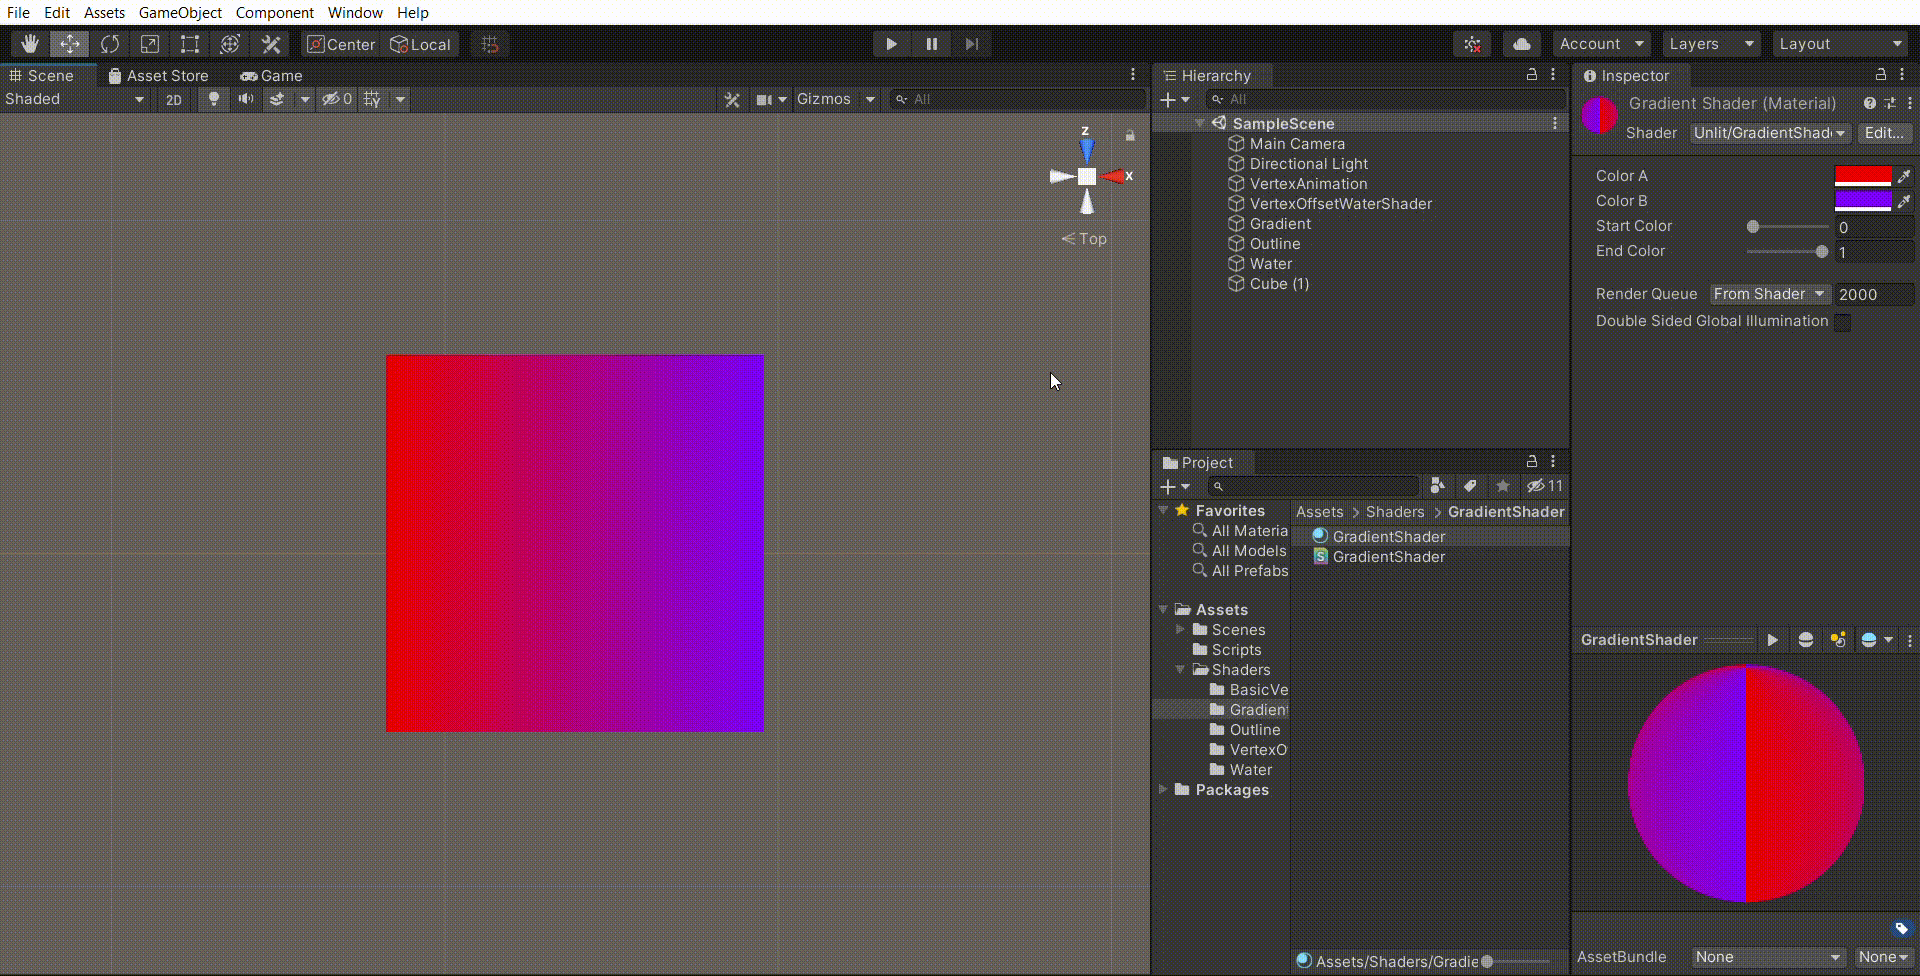 File Edit Assets GameObject Component Window Help
Center Local Account Layers Layout
Scene Asset Store Game
Shaded 2D 0 Gizmos All
z
x
Top
Hierarchy
All
SampleScene
Main Camera
Directional Light
VertexAnimation
VertexOffsetWaterShader
Gradient
Outline
Water
Cube (1)
Project
11
Favorites
All Materia
All Models
All Prefabs
Assets
Scenes
Scripts
Shaders
BasicVe
Gradient
Outline
VertexO
Water
Packages
Assets > Shaders > GradientShader
GradientShader
GradientShader
Assets/Shaders/Gradie
Inspector
Gradient Shader (Material)
Shader Unlit/GradientShad Edit...
Color A
Color B
Start Color 0
End Color 1
Render Queue From Shader 2000
Double Sided Global Illumination
GradientShader
AssetBundle None None